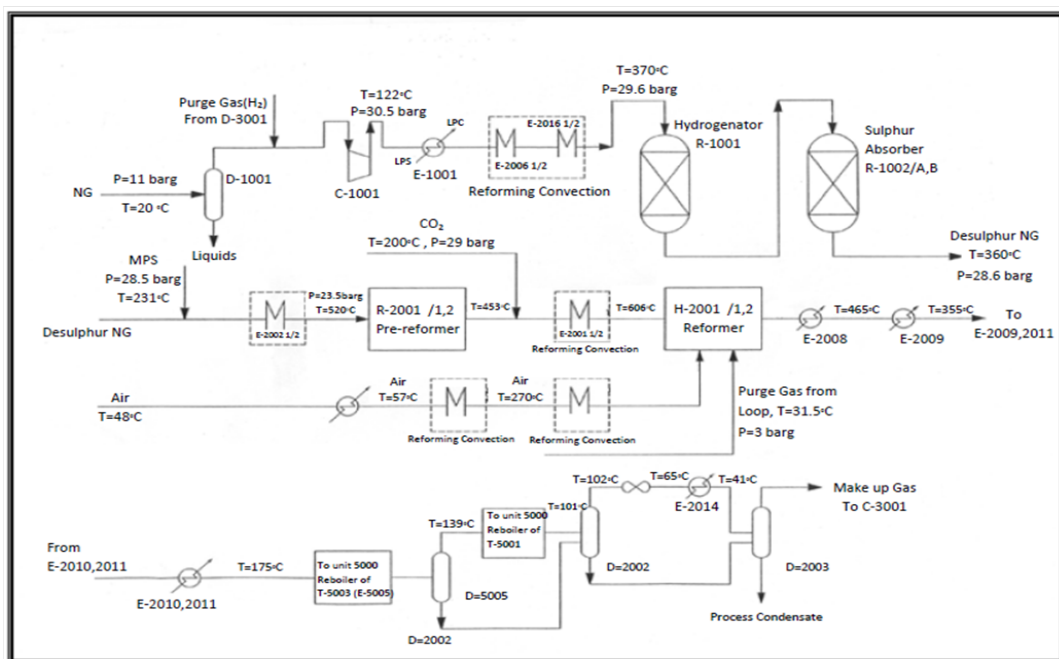 T=370◦C
P=29.6 barg
T=122◦C
P=30.5 barg
Purge Gas(H₂)
From D-3001
LPC
E-2016 1/2
Hydrogenator
R-1001
Sulphur
Absorber
R-1002/A,B
LPS
E-2006 1/2
P=11 barg
D-1001
E-1001
NG
C-1001
Reforming Convection
T=20 ◦C
CO₂
T=200◦C , P=29 barg
Liquids
Desulphur NG
T=360◦C
P=28.6 barg
MPS
P=28.5 barg
T=231◦C
P=23.5barg
T=520◦C
R-2001 /1,2
Pre-reformer
T=453◦C
T=606◦C
H-2001 /1,2
Reformer
T=465◦C
T=355◦C
To
E-2009,2011
Desulphur NG
E-2002 1/2
E-2001 1/2
Reforming Convection
E-2008
E-2009
Air
T=48◦C
Air
T=57◦C
Air
T=270◦C
Purge Gas from
Loop, T=31.5◦C
P=3 barg
Reforming Convection
Reforming Convection
T=102◦C
T=65◦C
T=41◦C
Make up Gas
To C-3001
E-2014
T=101◦C
T=139◦C
To unit 5000
Reboiler of
T-5001
From
E-2010,2011
T=175◦C
To unit 5000
Reboiler of
T-5003 (E-5005)
E-2010,2011
D=5005
D=2002
D=2002
D=2003
Process Condensate